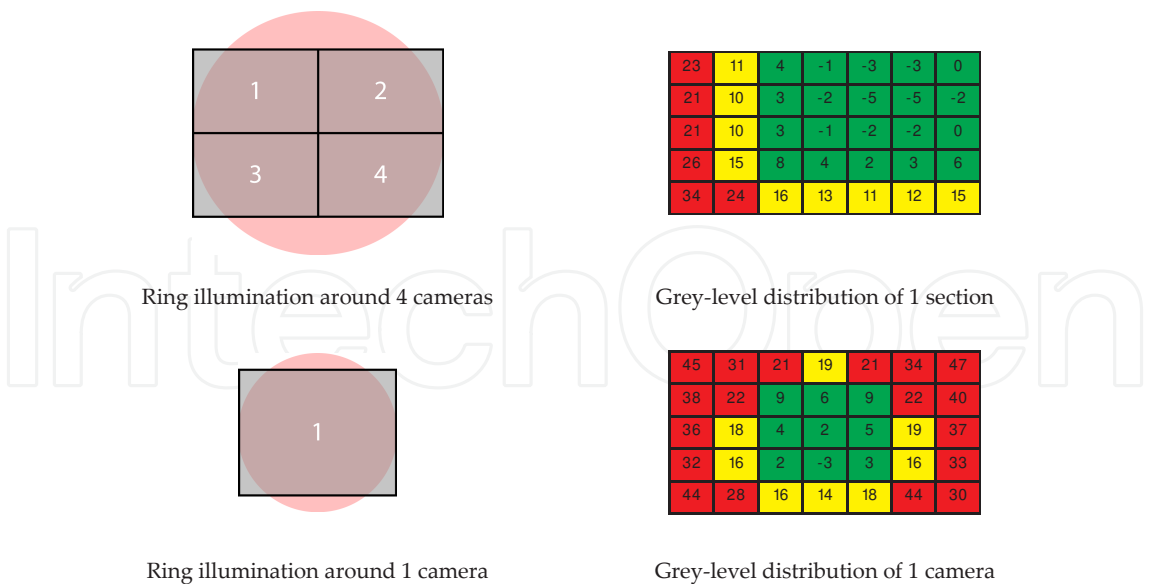 1 2
3 4
23 11 4 -1 -3 -3 0
21 10 3 -2 -5 -5 -2
21 10 3 -1 -2 -2 0
26 15 8 4 2 3 6
34 24 16 13 11 12 15
Ring illumination around 4 cameras
Grey-level distribution of 1 section
IntechOpen
1
45 31 21 19 21 34 47
38 22 9 6 9 22 40
36 18 4 2 5 19 37
32 16 2 -3 3 16 33
44 28 16 14 18 44 30
Ring illumination around 1 camera
Grey-level distribution of 1 camera